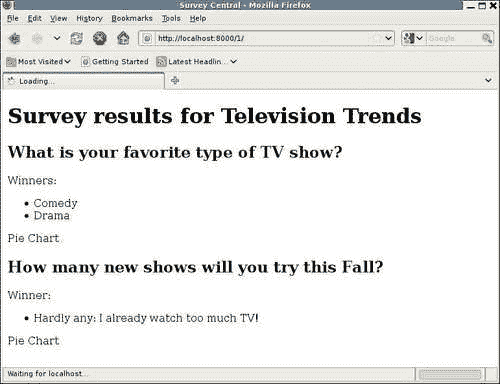 Survey Central - Mozilla Firefox
File Edit View History Bookmarks Tools Help
http://localhost:8000/1/
Google
Most Visited Getting Started Latest Headlin...
Loading...
Survey results for Television Trends
What is your favorite type of TV show?
Winners:
• Comedy
• Drama
Pie Chart
How many new shows will you try this Fall?
Winner:
• Hardly any: I already watch too much TV!
Pie Chart
Waiting for localhost...